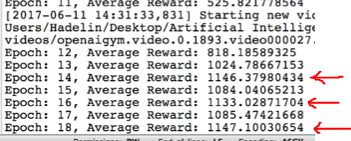 Epoch: 11, Average Reward: 525.821778564
[2017-06-11 14:31:33,831] Starting new vid
Users/Hadelin/Desktop/Artificial Intellige
videos/openaigym.video.0.1893.video000027.
Epoch: 12, Average Reward: 818.18589325
Epoch: 13, Average Reward: 1024.78667153
Epoch: 14, Average Reward: 1146.37980434
Epoch: 15, Average Reward: 1084.04065213
Epoch: 16, Average Reward: 1133.02871704
Epoch: 17, Average Reward: 1085.47421668
Epoch: 18, Average Reward: 1147.10030654